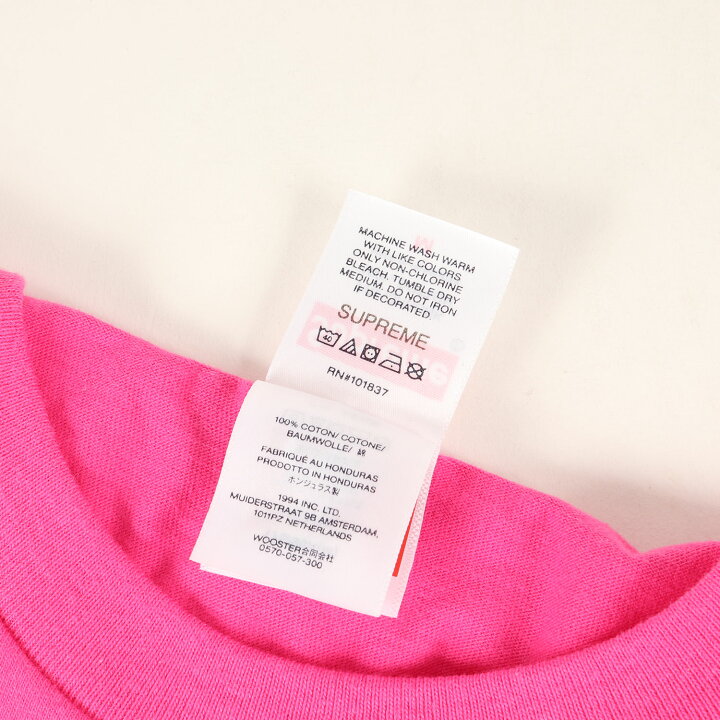 MACHINE WASH WARM
WITH LIKE COLORS
ONLY NON-CHLORINE
BLEACH. TUMBLE DRY
MEDIUM. DO NOT IRON
IF DECORATED
SUPREME
40
RN#101837
100% COTON/ COTONE/
BAUMWOLLE/ 綿
FABRIQUÉ AU HONDURAS
PRODOTTO IN HONDURAS
ホンジュラス製
1994 INC. LTD.
MUIDERSTRAAT 9B AMSTERDAM,
1011PZ NETHERLANDS
WOOSTER合同会社
0570-057-300